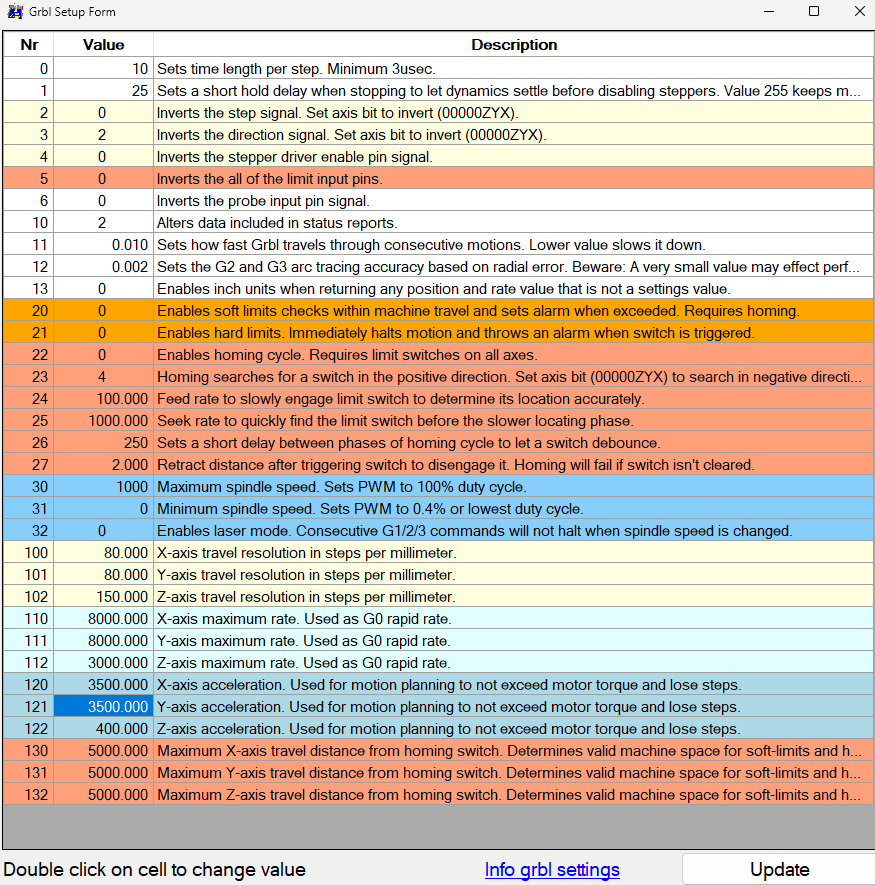 Grbl Setup Form
Nr Value Description
0 10 Sets time length per step. Minimum 3usec.
1 25 Sets a short hold delay when stopping to let dynamics settle before disabling steppers. Value 255 keeps m...
2 0 Inverts the step signal. Set axis bit to invert (00000ZYX).
3 2 Inverts the direction signal. Set axis bit to invert (00000ZYX).
4 0 Inverts the stepper driver enable pin signal.
5 0 Inverts the all of the limit input pins.
6 0 Inverts the probe input pin signal.
10 2 Alters data included in status reports.
11 0.010 Sets how fast Grbl travels through consecutive motions. Lower value slows it down.
12 0.002 Sets the G2 and G3 arc tracing accuracy based on radial error. Beware: A very small value may effect perf...
13 0 Enables inch units when returning any position and rate value that is not a settings value.
20 0 Enables soft limits checks within machine travel and sets alarm when exceeded. Requires homing.
21 0 Enables hard limits. Immediately halts motion and throws an alarm when switch is triggered.
22 0 Enables homing cycle. Requires limit switches on all axes.
23 4 Homing searches for a switch in the positive direction. Set axis bit (00000ZYX) to search in negative directi...
24 100.000 Feed rate to slowly engage limit switch to determine its location accurately.
25 1000.000 Seek rate to quickly find the limit switch before the slower locating phase.
26 250 Sets a short delay between phases of homing cycle to let a switch debounce.
27 2.000 Retract distance after triggering switch to disengage it. Homing will fail if switch isn't cleared.
30 1000 Maximum spindle speed. Sets PWM to 100% duty cycle.
31 0 Minimum spindle speed. Sets PWM to 0.4% or lowest duty cycle.
32 0 Enables laser mode. Consecutive G1/2/3 commands will not halt when spindle speed is changed.
100 80.000 X-axis travel resolution in steps per millimeter.
101 80.000 Y-axis travel resolution in steps per millimeter.
102 150.000 Z-axis travel resolution in steps per millimeter.
110 8000.000 X-axis maximum rate. Used as G0 rapid rate.
111 8000.000 Y-axis maximum rate. Used as G0 rapid rate.
112 3000.000 Z-axis maximum rate. Used as G0 rapid rate.
120 3500.000 X-axis acceleration. Used for motion planning to not exceed motor torque and lose steps.
121 3500.000 Y-axis acceleration. Used for motion planning to not exceed motor torque and lose steps.
122 400.000 Z-axis acceleration. Used for motion planning to not exceed motor torque and lose steps.
130 5000.000 Maximum X-axis travel distance from homing switch. Determines valid machine space for soft-limits and h...
131 5000.000 Maximum Y-axis travel distance from homing switch. Determines valid machine space for soft-limits and h...
132 5000.000 Maximum Z-axis travel distance from homing switch. Determines valid machine space for soft-limits and h...
Double click on cell to change value Info grbl settings Update